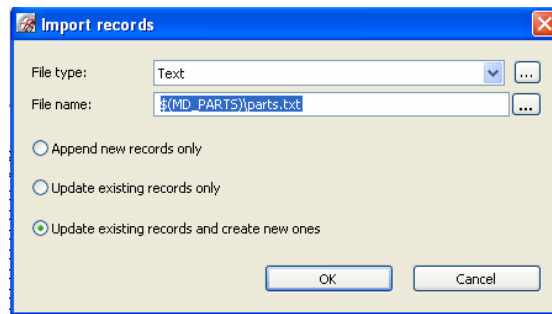 Import records
File type: Text ...
File name: $(MD_PARTS)\parts.txt ...
Append new records only
Update existing records only
Update existing records and create new ones
OK Cancel